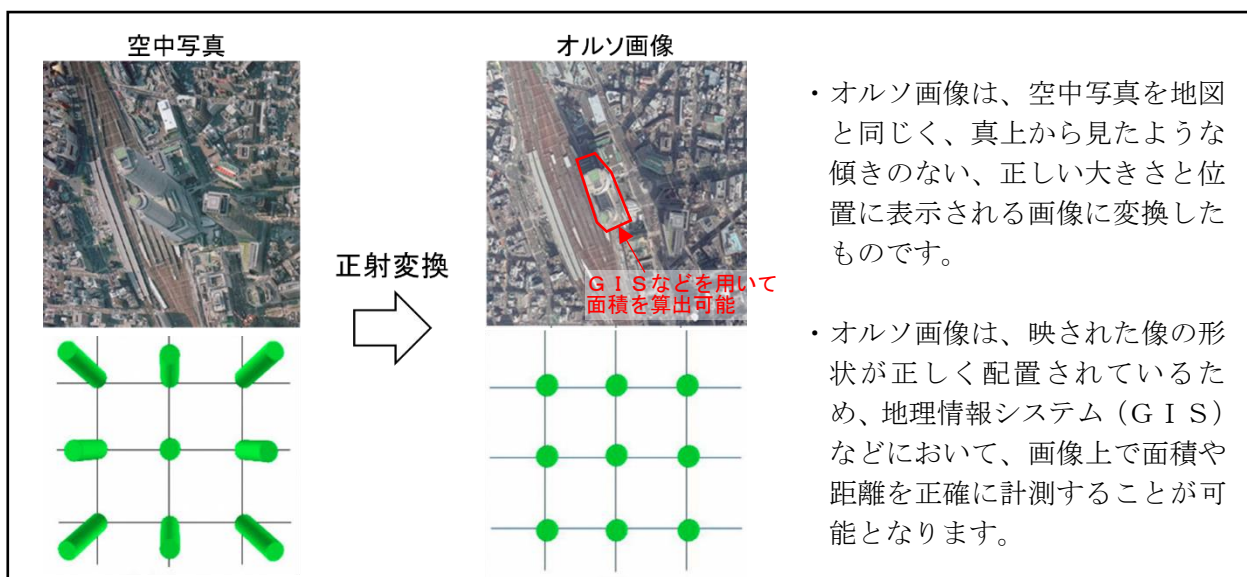 空中写真
オルソ画像
正射変換
ＧＩＳなどを用いて
面積を算出可能
・オルソ画像は、空中写真を地図
と同じく、真上から見たような
傾きのない、正しい大きさと位
置に表示される画像に変換した
ものです。
・オルソ画像は、映された像の形
状が正しく配置されているた
め、地理情報システム（ＧＩＳ）
などにおいて、画像上で面積や
距離を正確に計測することが可
能となります。